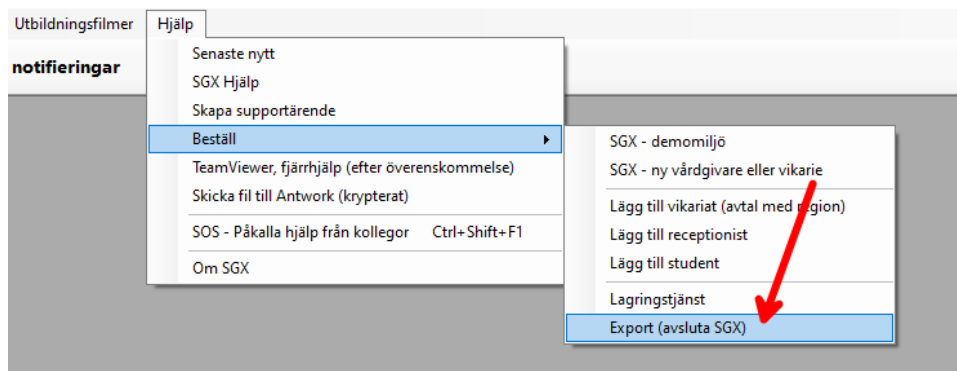 Utbildningsfilmer Hjälp
notifieringar
Senaste nytt
SGX Hjälp
Skapa supportärende
Beställ
TeamViewer, fjärrhjälp (efter överenskommelse)
Skicka fil till Antwork (krypterat)
SOS - Påkalla hjälp från kollegor Ctrl+Shift+F1
Om SGX
SGX - demomiljö
SGX - ny vårdgivare eller vikarie
Lägg till vikariat (avtal med region)
Lägg till receptionist
Lägg till student
Lagringstjänst
Export (avsluta SGX)